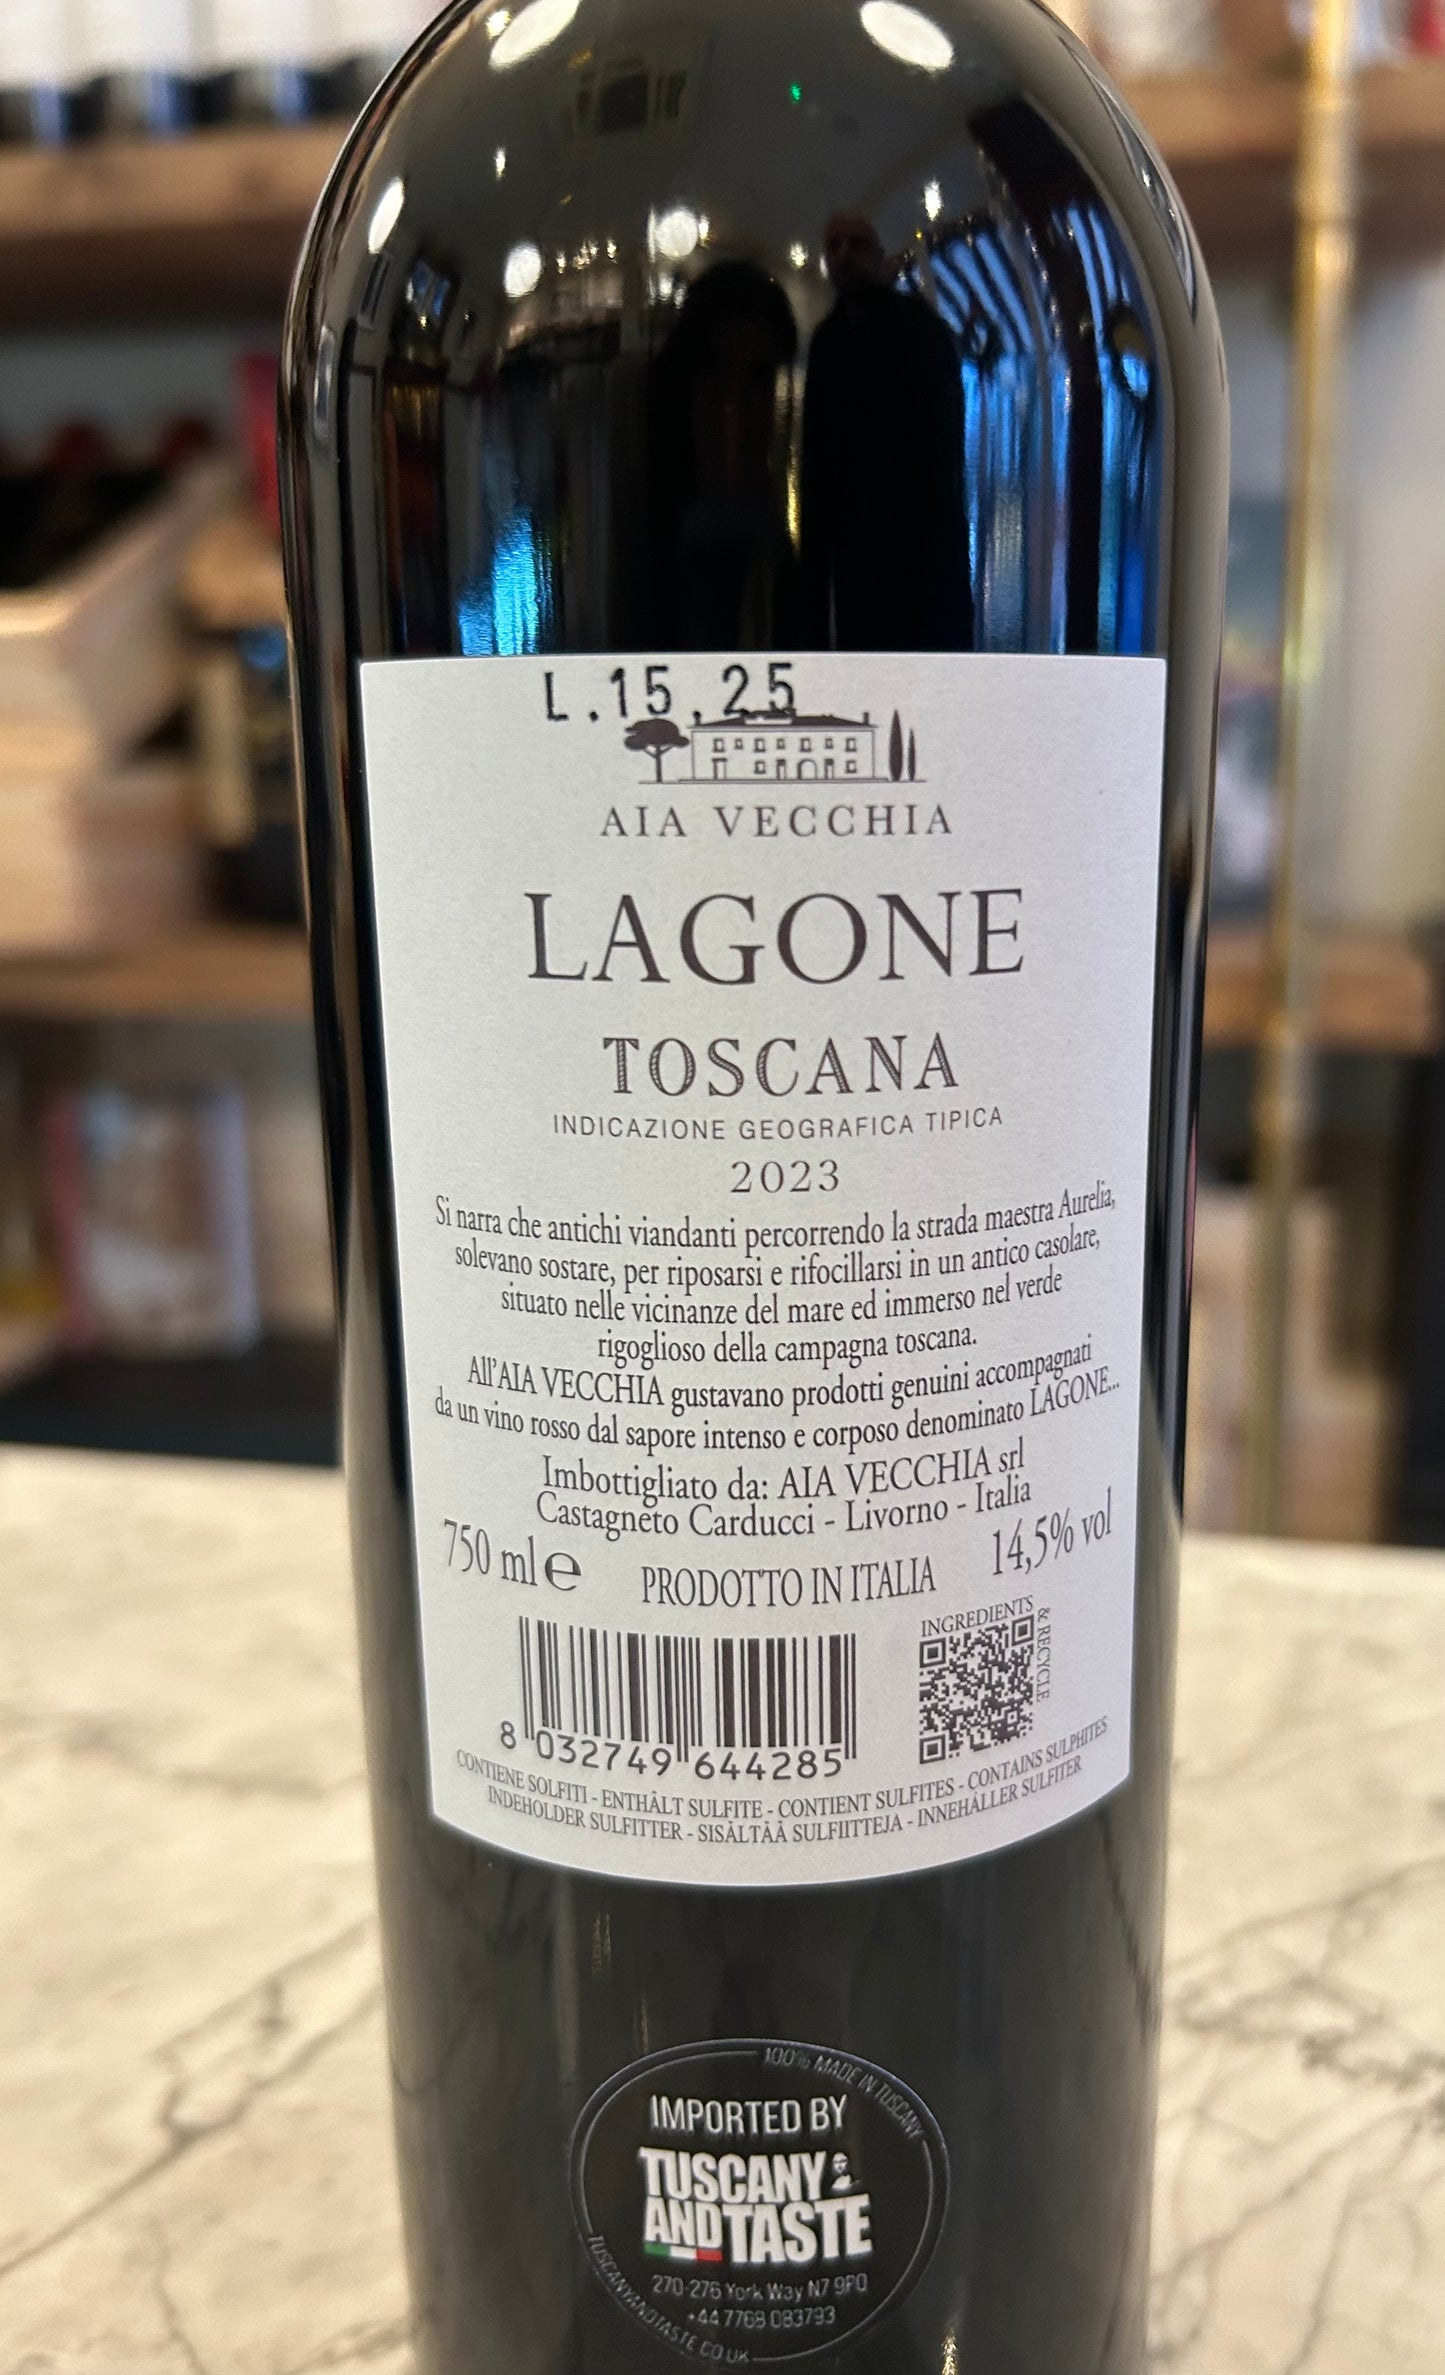 L.15.25
AIA VECCHIA
LAGONE
TOSCANA
INDICAZIONE GEOGRAFICA TIPICA
2023
Si narra che antichi viandanti percorrendo la strada maestra Aurelia,
solevano sostare, per riposarsi e rifocillarsi in un antico casolare,
situato nelle vicinanze del mare ed immerso nel verde
rigoglioso della campagna toscana.
All'AIA VECCHIA gustavano prodotti genuini accompagnati
da un vino rosso dal sapore intenso e corposo denominato LAGONE...
Imbottigliato da: AIA VECCHIA srl
Castagneto Carducci - Livorno - Italia
750 ml e PRODOTTO IN ITALIA 14,5% vol
INGREDIENTS
& RECYCLE
8 032749 644285
CONTIENE SOLFITI - ENTHÄLT SULFITE - CONTIENT SULFITES - CONTAINS SULPHITES
INDEHOLDER SULFITTER - SISÄLTÄÄ SULFIITTEJA - INNEHÅLLER SULFITER
100% MADE IN TUSCANY
IMPORTED BY
TUSCANY
ANDTASTE
270-276 York Way N7 9PQ
+44 7768 083793
TUSCANYANDTASTE.CO.UK